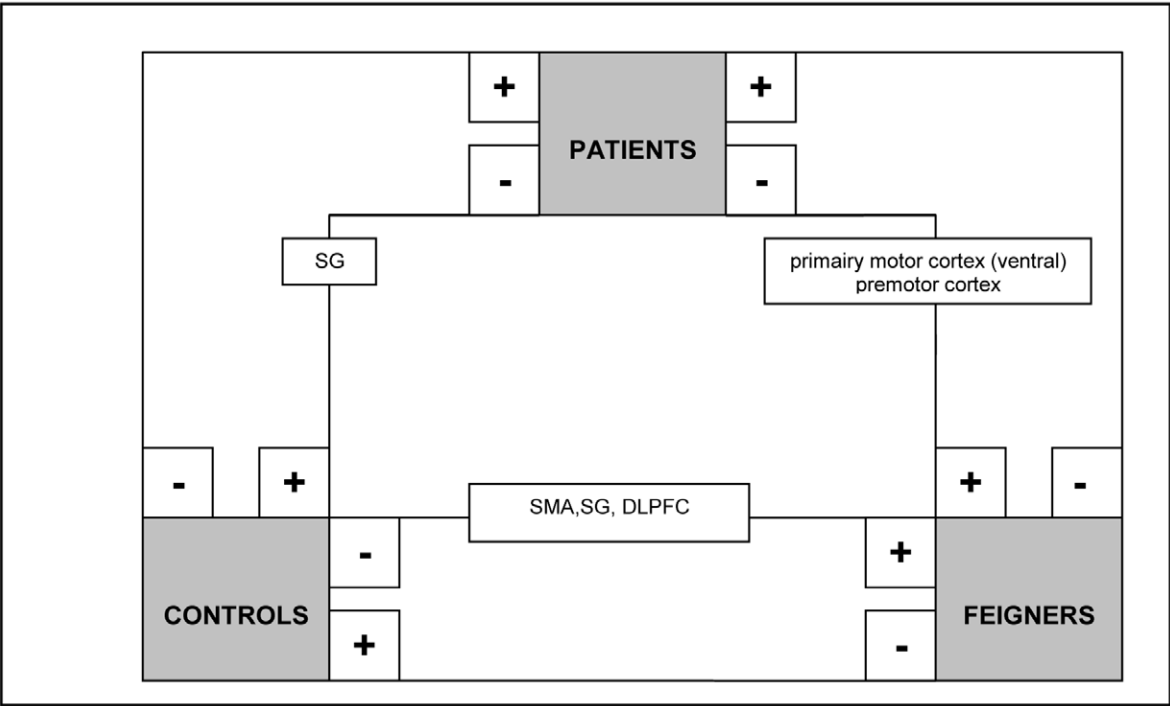 + +
PATIENTS
- -
SG
primairy motor cortex (ventral)
premotor cortex
- + + -
SMA,SG, DLPFC
- +
CONTROLS FEIGNERS
+ -